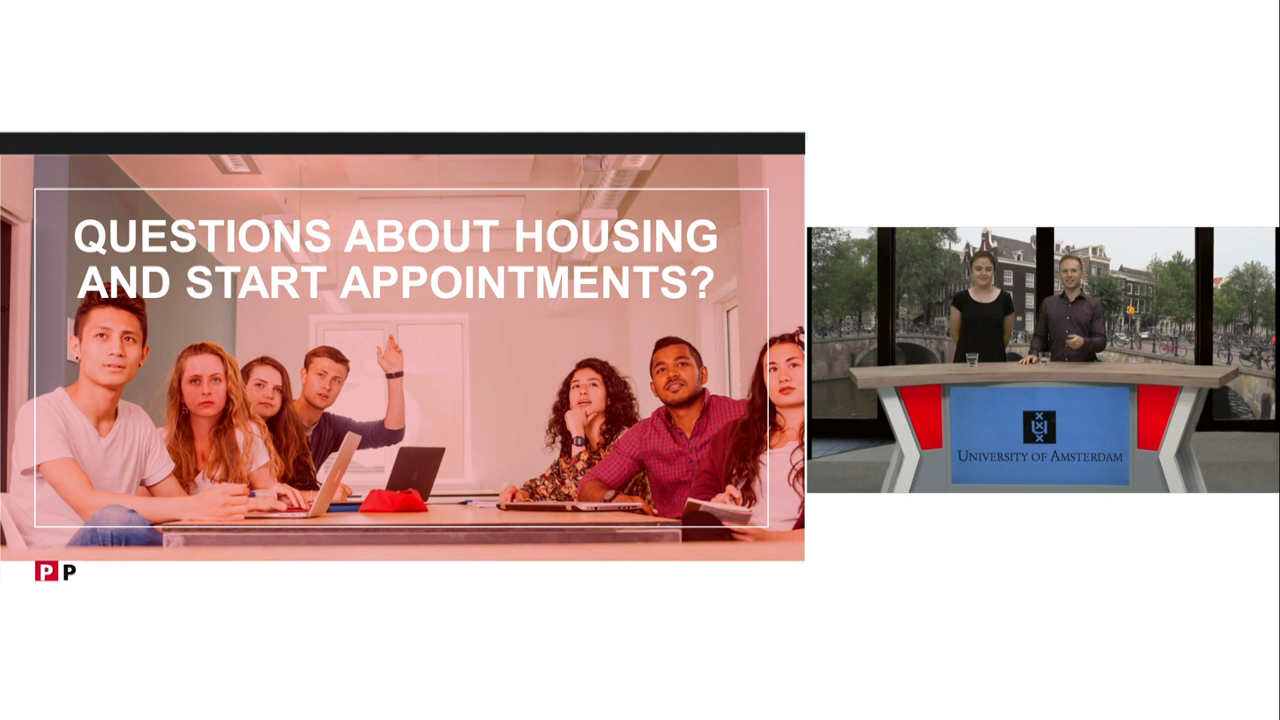 QUESTIONS ABOUT HOUSING
AND START APPOINTMENTS?
P P
UNIVERSITY OF AMSTERDAM